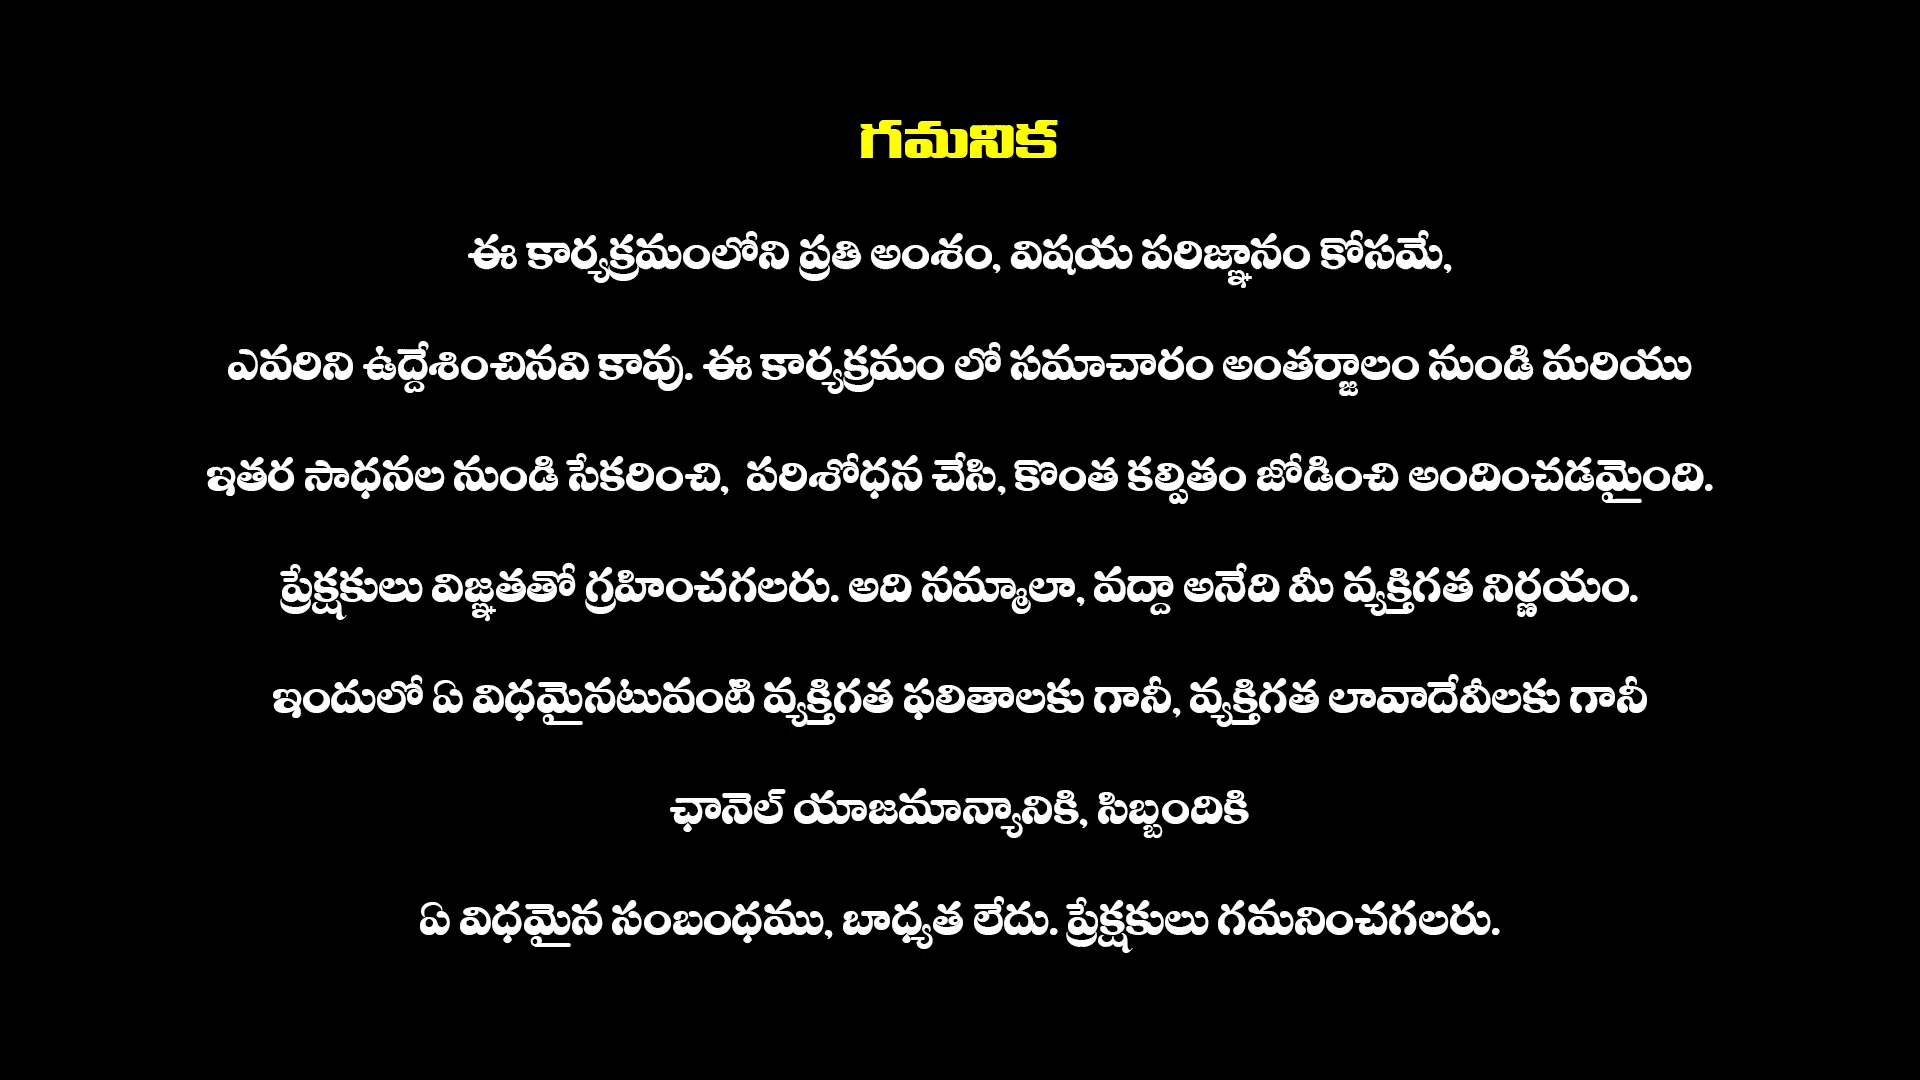 గమనిక
ఈ కార్యక్రమంలోని ప్రతి అంశం, విషయ పరిజ్ఞానం కోసమే,
ఎవరిని ఉద్దేశించినవి కావు. ఈ కార్యక్రమం లో సమాచారం అంతర్జాలం నుండి మరియు
ఇతర సాధనల నుండి సేకరించి, పరిశోధన చేసి, కొంత కల్పితం జోడించి అందించడమైంది.
ప్రేక్షకులు విజ్ఞతతో గ్రహించగలరు. అది నమ్మాలా, వద్దా అనేది మీ వ్యక్తిగత నిర్ణయం.
ఇందులో ఏ విధమైనటువంటి వ్యక్తిగత ఫలితాలకు గానీ, వ్యక్తిగత లావాదేవీలకు గానీ
ఛానెల్ యాజమాన్యానికి, సిబ్బందికి
ఏ విధమైన సంబంధము, బాధ్యత లేదు. ప్రేక్షకులు గమనించగలరు.